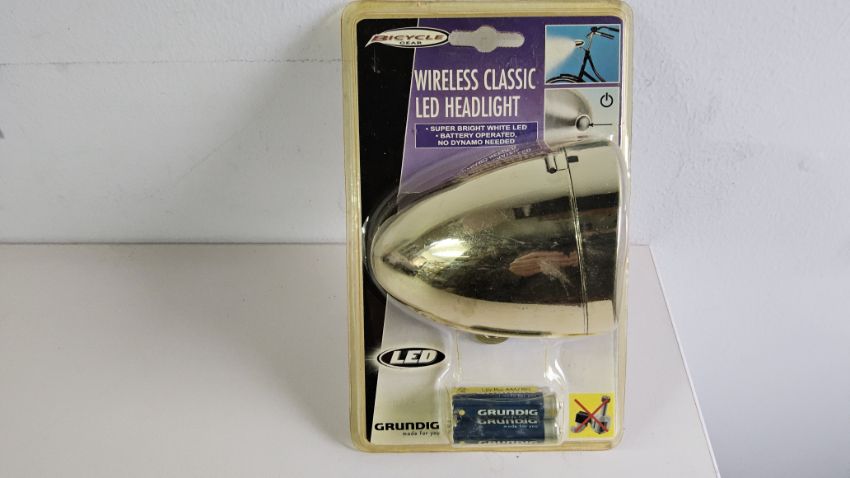 BICYCLE
GEAR
WIRELESS CLASSIC
LED HEADLIGHT
• SUPER BRIGHT WHITE LED
• BATTERY OPERATED,
NO DYNAMO NEEDED
LED
GRUNDIG
made for you
GRUNDIG
GRUNDIG
GRUNDIG